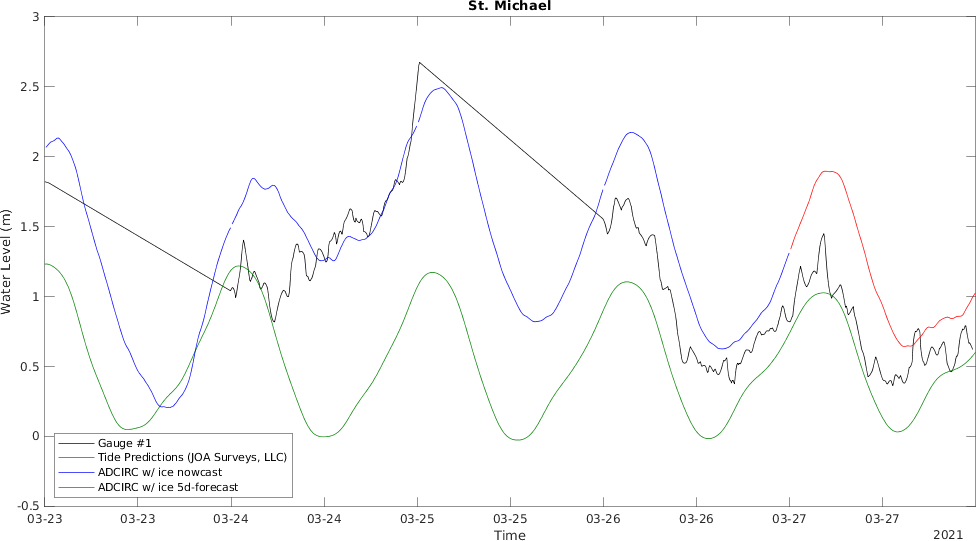 St. Michael
3
2.5
2
1.5
1
0.5
0
-0.5
Water Level (m)
Gauge #1
Tide Predictions (JOA Surveys, LLC)
ADCIRC w/ ice nowcast
ADCIRC w/ ice 5d-forecast
03-23 03-23 03-24 03-24 03-25 03-25 03-26 03-26 03-27 03-27
Time
2021